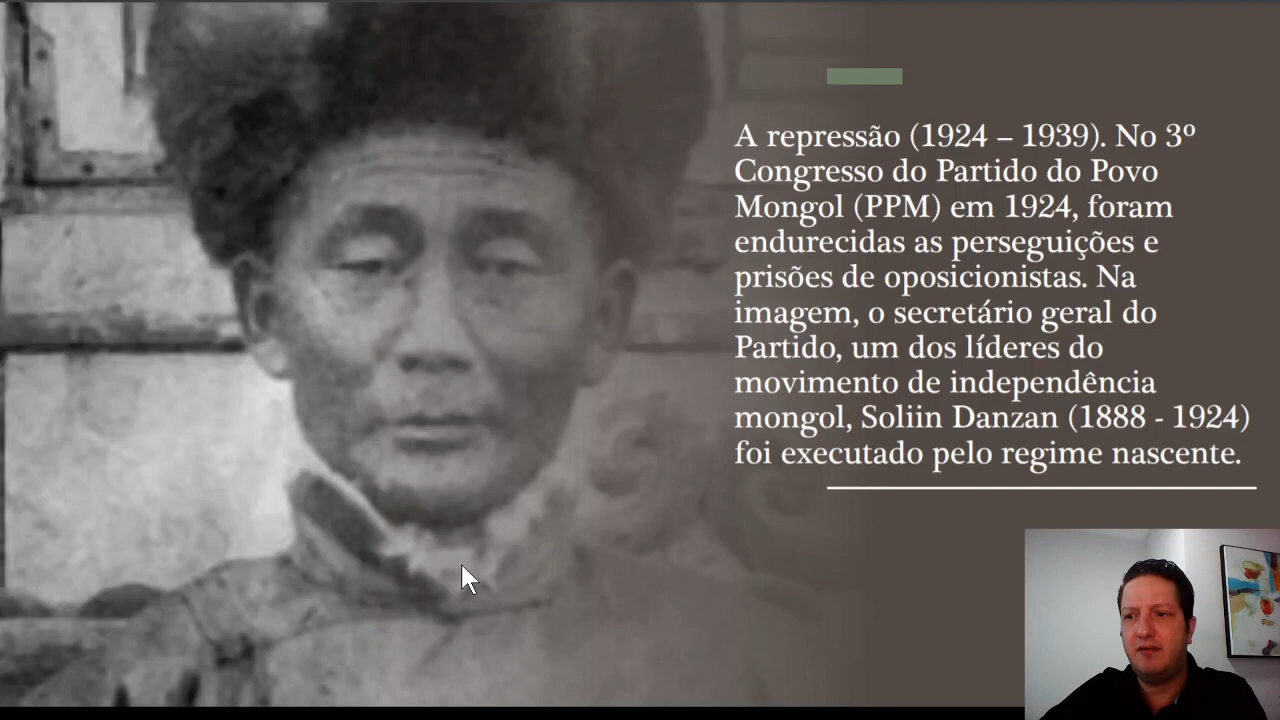 A repressão (1924 – 1939). No 3º
Congresso do Partido do Povo
Mongol (PPM) em 1924, foram
endurecidas as perseguições e
prisões de oposicionistas. Na
imagem, o secretário geral do
Partido, um dos líderes do
movimento de independência
mongol, Soliin Danzan (1888 - 1924)
foi executado pelo regime nascente.